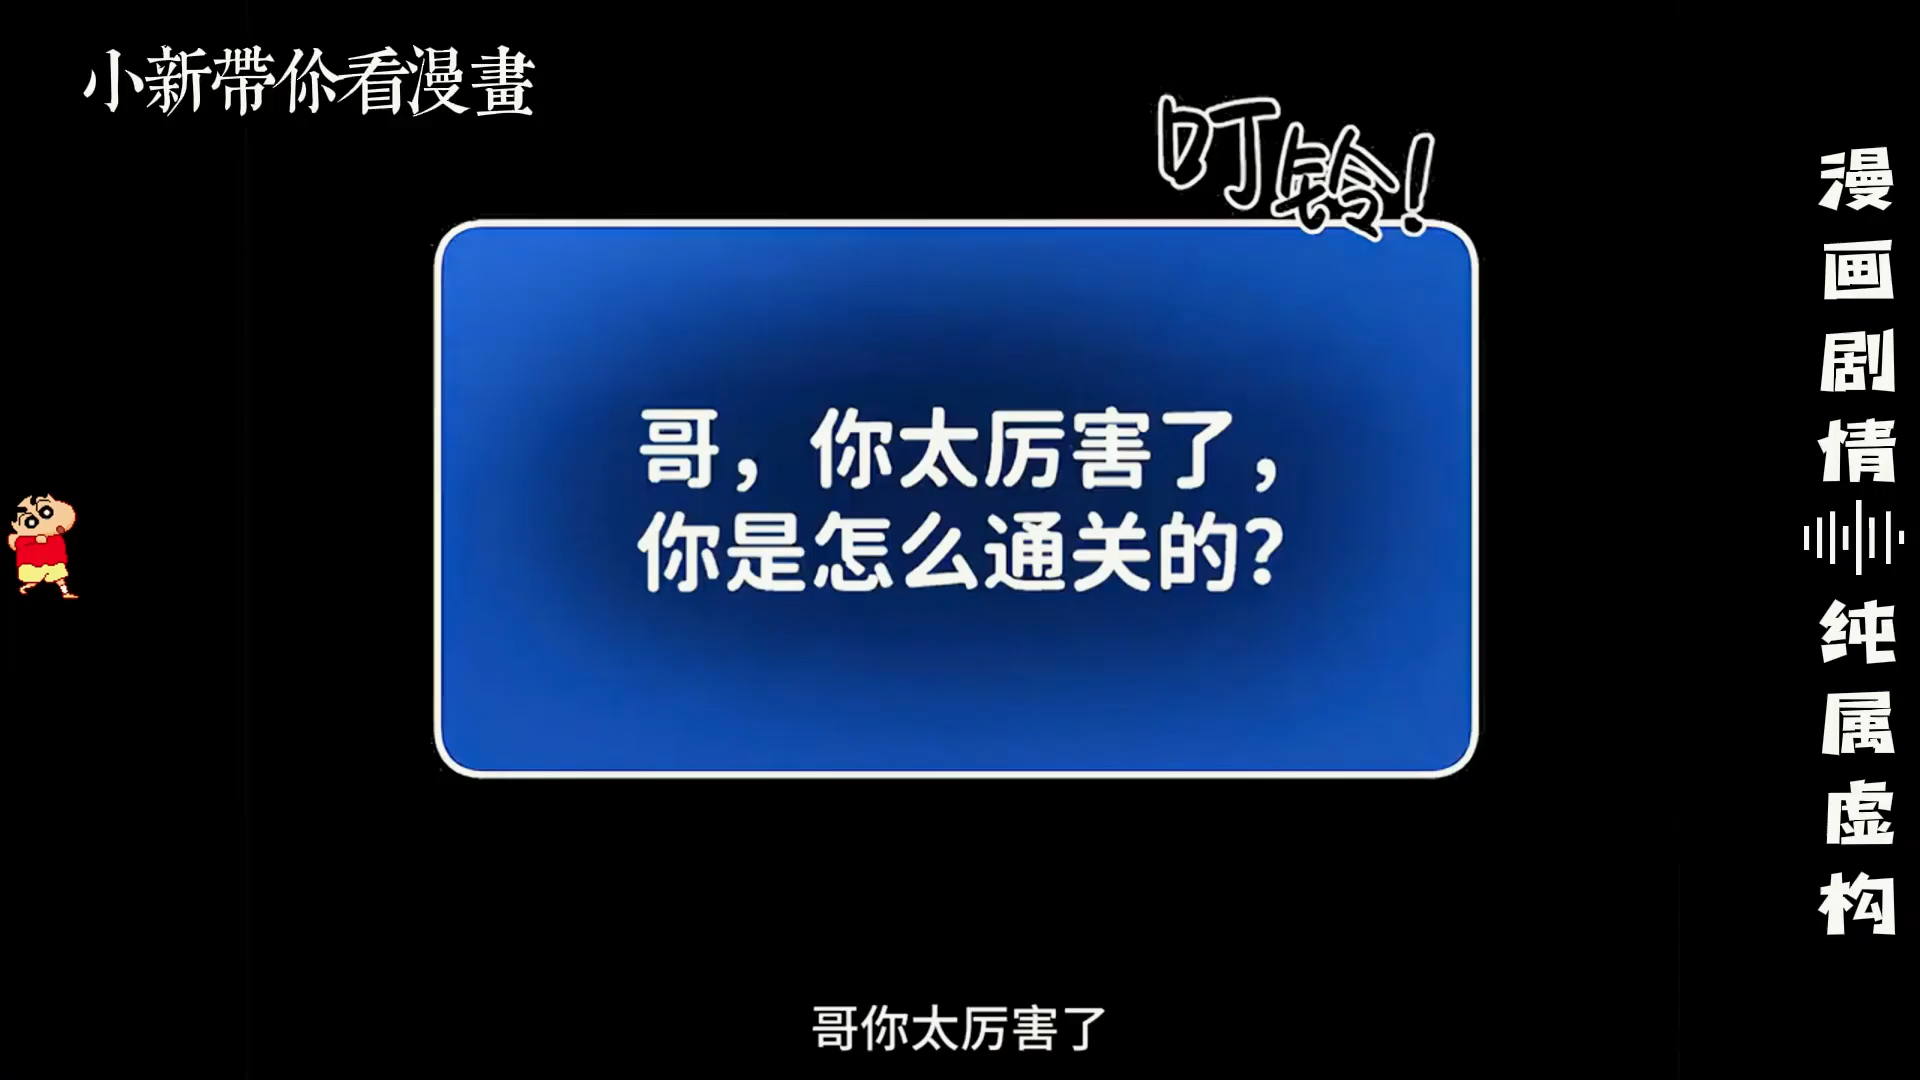 小新帶你看漫畫
叮铃!
哥，你太厉害了，
你是怎么通关的？
漫画剧情
纯属虚构
哥你太厉害了